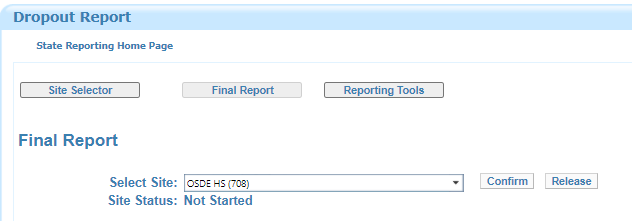 Dropout Report
State Reporting Home Page
Site Selector Final Report Reporting Tools
Final Report
Select Site: OSDE HS (708) Confirm Release
Site Status: Not Started